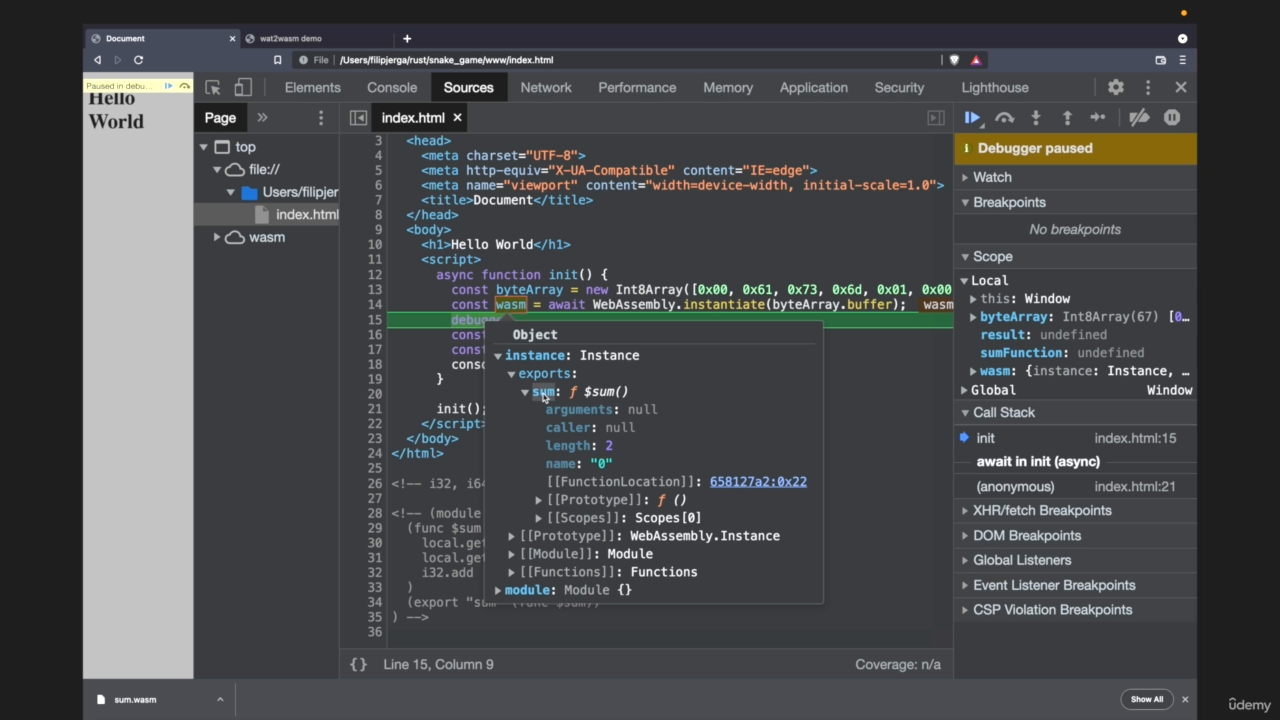 Document
wat2wasm demo
File /Users/filipjerga/rust/snake_game/www/index.html
Paused in debu...
Hello
World
Elements Console Sources Network Performance Memory Application Security Lighthouse
Page
index.html
top
file://
Users/filipjer
index.html
wasm
3 <head>
4 <meta charset="UTF-8">
5 <meta http-equiv="X-UA-Compatible" content="IE=edge">
6 <meta name="viewport" content="width=device-width, initial-scale=1.0">
7 <title>Document</title>
8 </head>
9 <body>
10 <h1>Hello World</h1>
11 <script>
12 async function init() {
13 const byteArray = new Int8Array([0x00, 0x61, 0x73, 0x6d, 0x01, 0x00
14 const wasm = await WebAssembly.instantiate(byteArray.buffer); wasm
15 debugg
16 const
17 const
18 conso
19 }
20
21 init();
22 </script>
23 </body>
24 </html>
25
26 <!-- i32, i64
27
28 <!-- (module
29 (func $sum
30 local.get
31 local.get
32 i32.add
33 )
34 (export "sum" (func $sum))
35 ) -->
36
Object
instance: Instance
exports:
sum: ƒ $sum()
arguments: null
caller: null
length: 2
name: "0"
[[FunctionLocation]]: 658127a2:0x22
[[Prototype]]: ƒ ()
[[Scopes]]: Scopes[0]
[[Prototype]]: WebAssembly.Instance
[[Module]]: Module
[[Functions]]: Functions
module: Module {}
{} Line 15, Column 9
Coverage: n/a
Debugger paused
Watch
Breakpoints
No breakpoints
Scope
Local
this: Window
byteArray: Int8Array(67) [0…
result: undefined
sumFunction: undefined
wasm: {instance: Instance, …
Global Window
Call Stack
init index.html:15
await in init (async)
(anonymous) index.html:21
XHR/fetch Breakpoints
DOM Breakpoints
Global Listeners
Event Listener Breakpoints
CSP Violation Breakpoints
sum.wasm
Show All
ûdemy